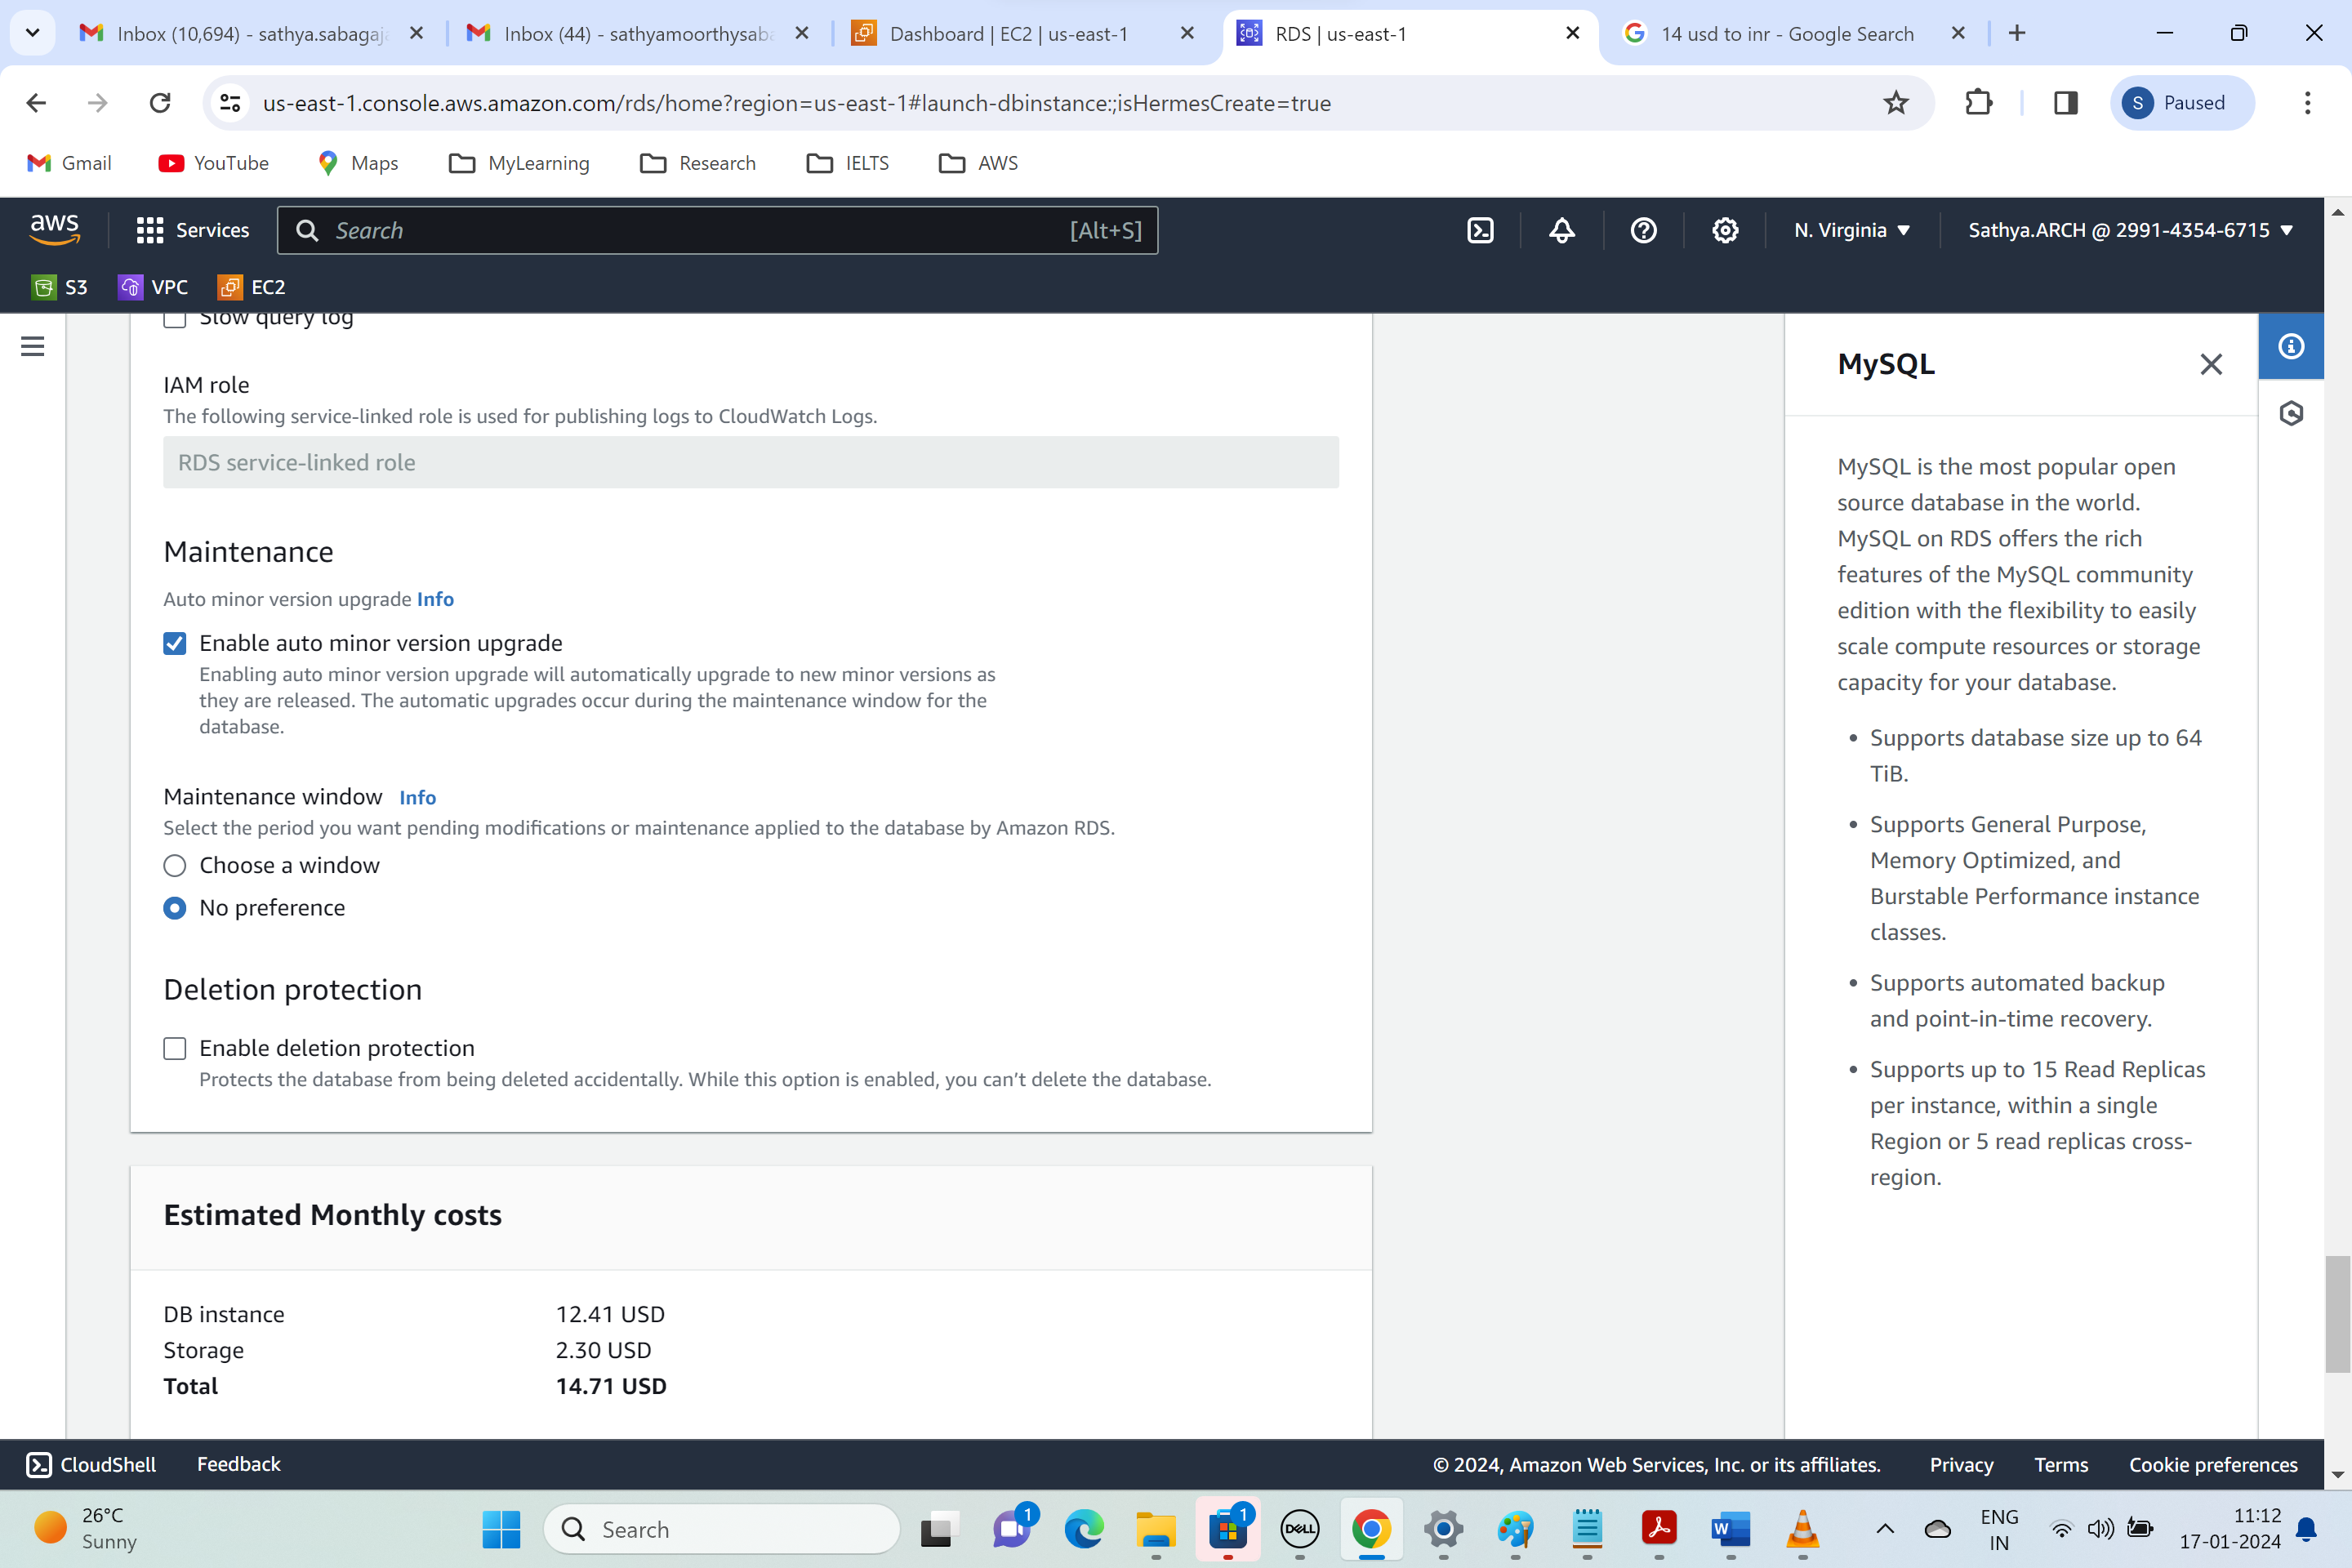 Inbox (10,694) - sathya.sabagaja
Inbox (44) - sathyamoorthysaba
Dashboard | EC2 | us-east-1
RDS | us-east-1
14 usd to inr - Google Search
us-east-1.console.aws.amazon.com/rds/home?region=us-east-1#launch-dbinstance:;isHermesCreate=true
S
Paused
Gmail
YouTube
Maps
MyLearning
Research
IELTS
AWS
aws
Services
Search
[Alt+S]
N. Virginia
Sathya.ARCH @ 2991-4354-6715
S3
VPC
EC2
Slow query log
IAM role
The following service-linked role is used for publishing logs to CloudWatch Logs.
RDS service-linked role
Maintenance
Auto minor version upgrade Info
Enable auto minor version upgrade
Enabling auto minor version upgrade will automatically upgrade to new minor versions as
they are released. The automatic upgrades occur during the maintenance window for the
database.
Maintenance window Info
Select the period you want pending modifications or maintenance applied to the database by Amazon RDS.
Choose a window
No preference
Deletion protection
Enable deletion protection
Protects the database from being deleted accidentally. While this option is enabled, you can't delete the database.
Estimated Monthly costs
DB instance 12.41 USD
Storage 2.30 USD
Total 14.71 USD
MySQL
MySQL is the most popular open
source database in the world.
MySQL on RDS offers the rich
features of the MySQL community
edition with the flexibility to easily
scale compute resources or storage
capacity for your database.
• Supports database size up to 64
TiB.
• Supports General Purpose,
Memory Optimized, and
Burstable Performance instance
classes.
• Supports automated backup
and point-in-time recovery.
• Supports up to 15 Read Replicas
per instance, within a single
Region or 5 read replicas cross-
region.
CloudShell
Feedback
© 2024, Amazon Web Services, Inc. or its affiliates.
Privacy
Terms
Cookie preferences
26°C
Sunny
Search
1
1
DELL
W
ENG
IN
11:12
17-01-2024